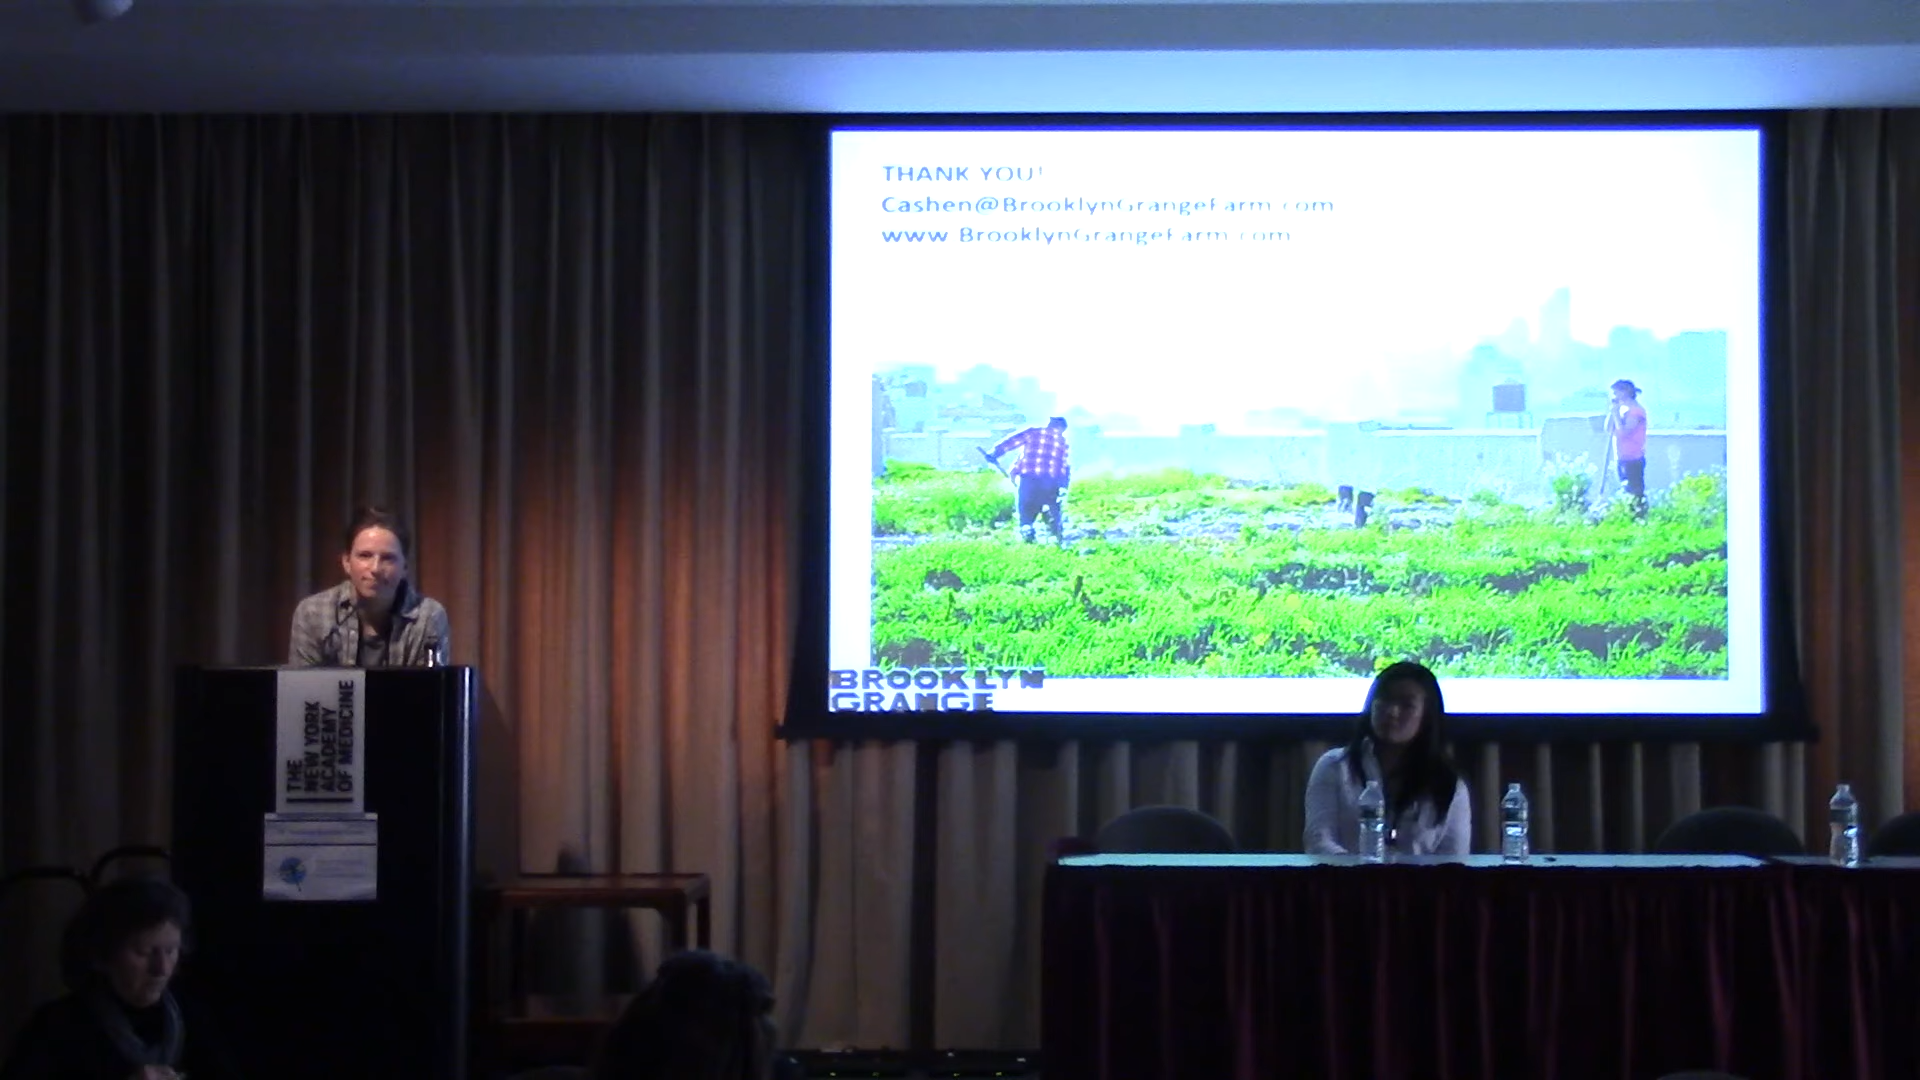 THANK YOU!
Cashen@BrooklynGrangeFarm.com
www.BrooklynGrangeFarm.com
BROOKLYN
GRANGE
THE
NEW YORK
ACADEMY
OF MEDICINE